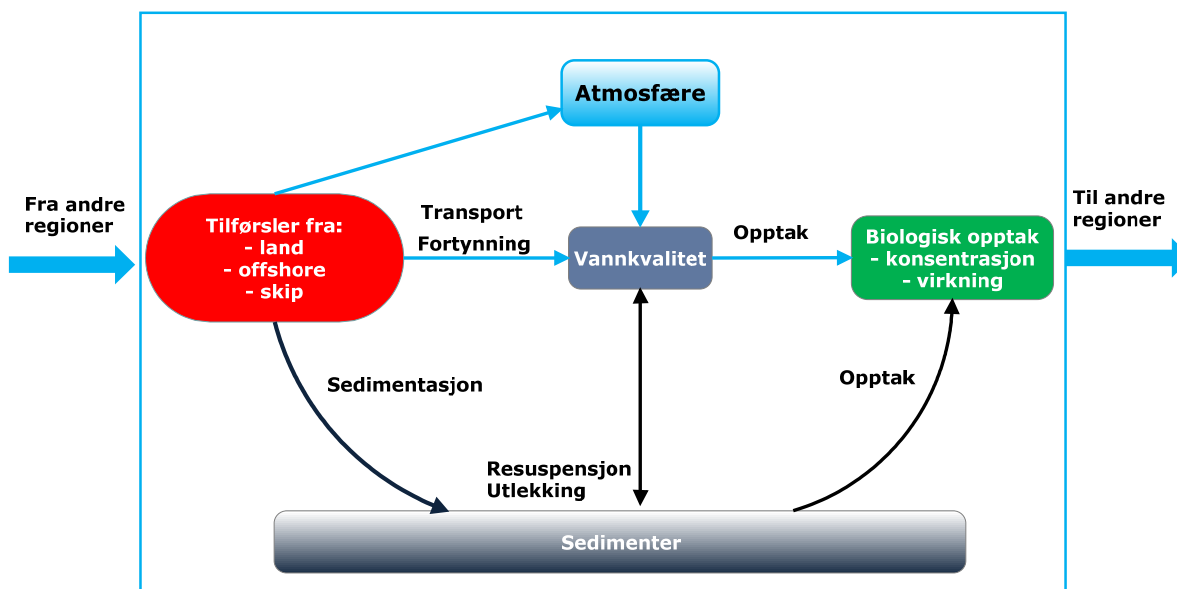 Atmosfære
Fra andre
regioner
Tilførsler fra:
- land
- offshore
- skip
Transport
Fortynning
Vannkvalitet
Opptak
Biologisk opptak
- konsentrasjon
- virkning
Til andre
regioner
Sedimentasjon
Opptak
Resuspensjon
Utlekking
Sedimenter